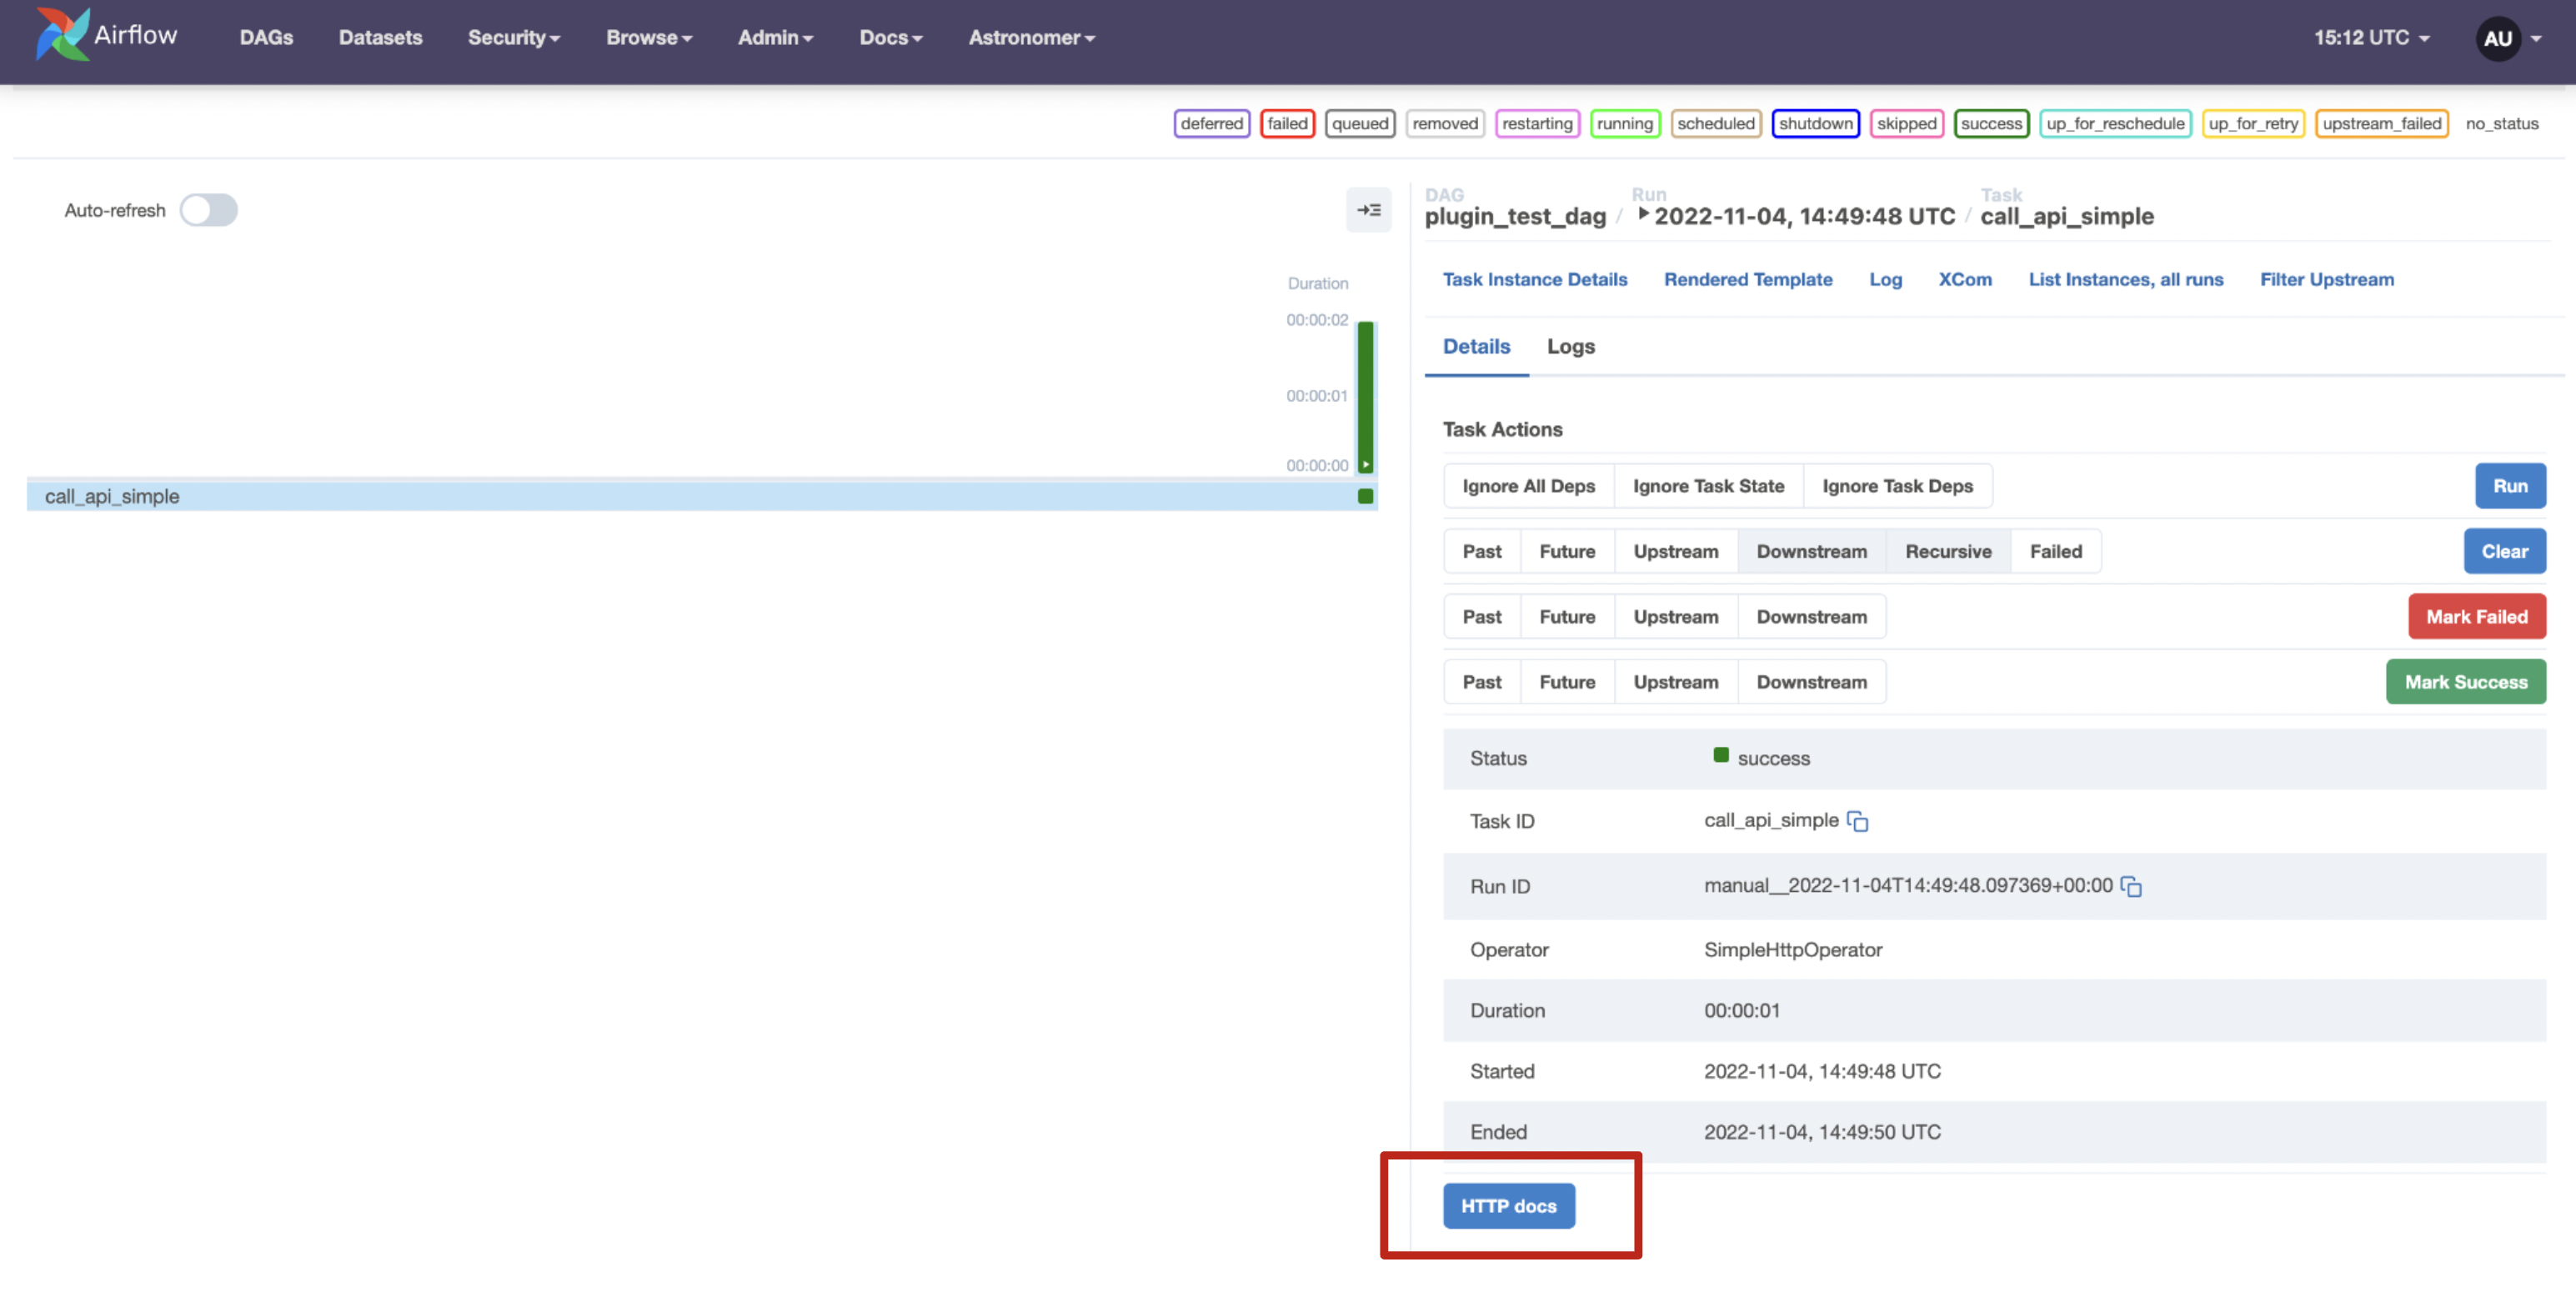 Airflow DAGs Datasets Security Browse Admin Docs Astronomer 15:12 UTC AU
deferred failed queued removed restarting running scheduled shutdown skipped success up_for_reschedule up_for_retry upstream_failed no_status
Auto-refresh
Duration
00:00:02
00:00:01
00:00:00
call_api_simple
DAG Run Task
plugin_test_dag / 2022-11-04, 14:49:48 UTC / call_api_simple
Task Instance Details Rendered Template Log XCom List Instances, all runs Filter Upstream
Details Logs
Task Actions
Ignore All Deps Ignore Task State Ignore Task Deps Run
Past Future Upstream Downstream Recursive Failed Clear
Past Future Upstream Downstream Mark Failed
Past Future Upstream Downstream Mark Success
Status success
Task ID call_api_simple
Run ID manual__2022-11-04T14:49:48.097369+00:00
Operator SimpleHttpOperator
Duration 00:00:01
Started 2022-11-04, 14:49:48 UTC
Ended 2022-11-04, 14:49:50 UTC
HTTP docs